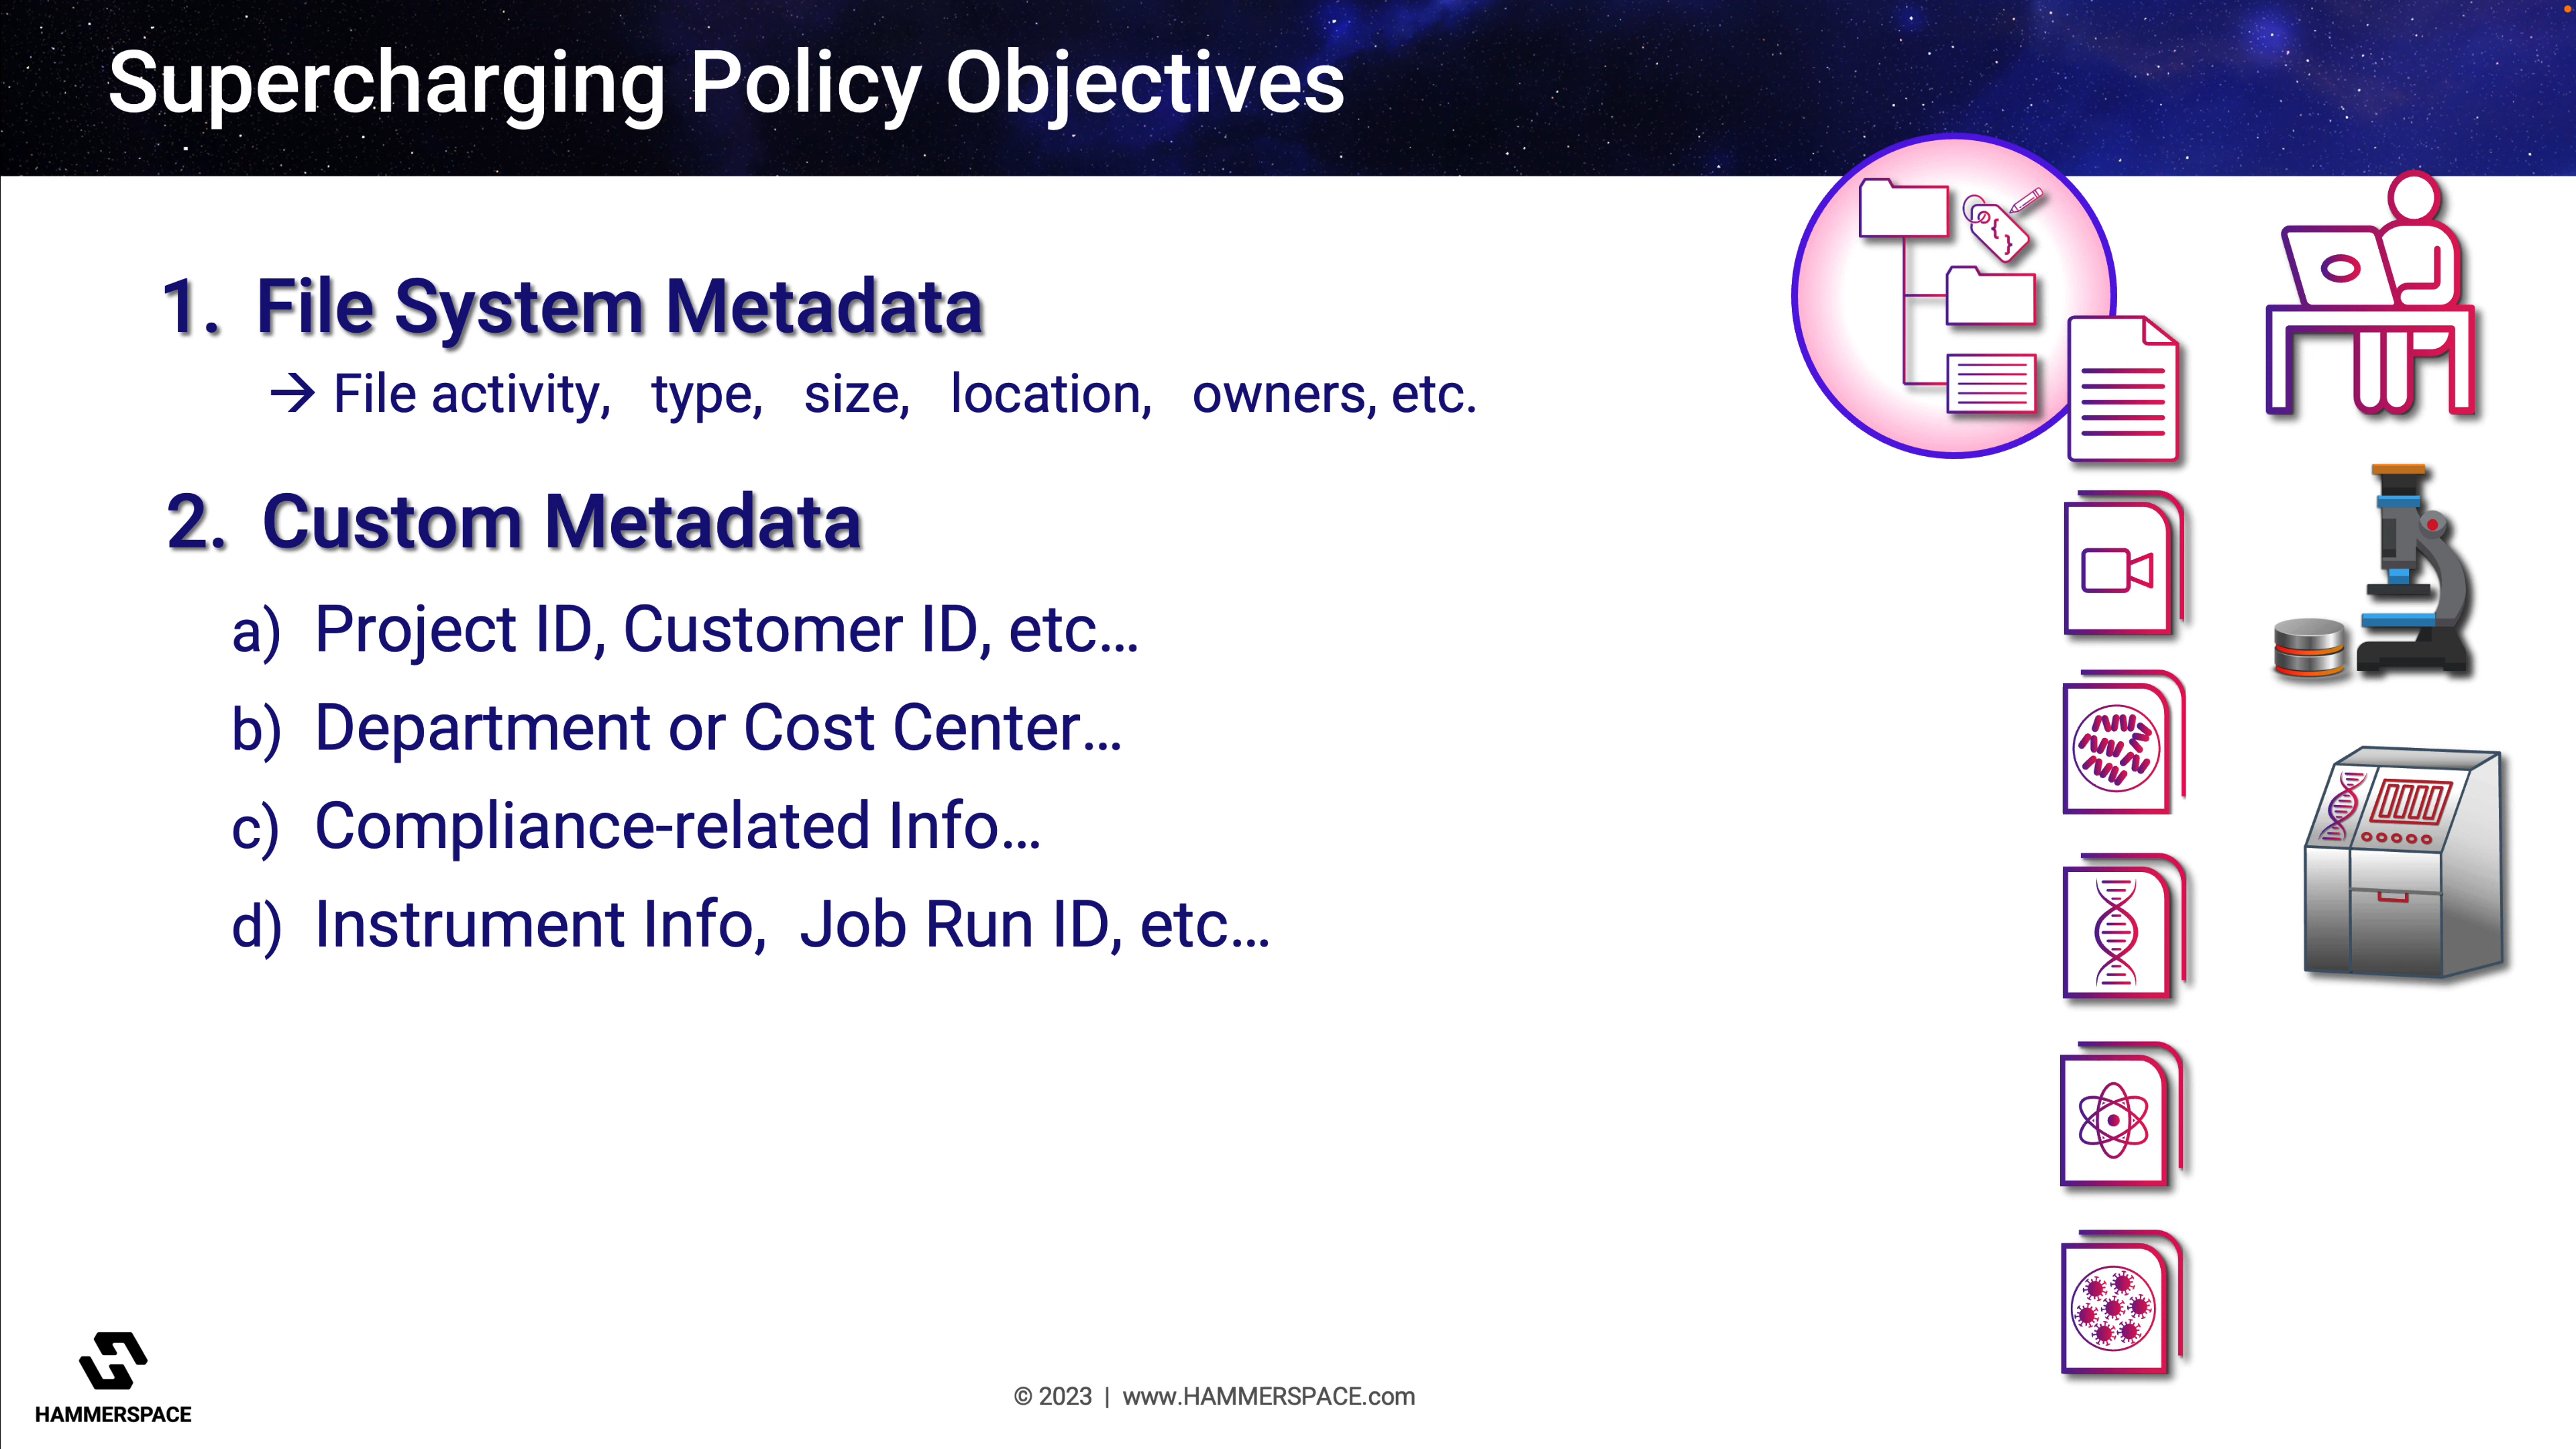 Supercharging Policy Objectives
1. File System Metadata
→ File activity, type, size, location, owners, etc.
2. Custom Metadata
a) Project ID, Customer ID, etc...
b) Department or Cost Center...
c) Compliance-related Info...
d) Instrument Info, Job Run ID, etc...
{ }
HAMMERSPACE
© 2023 | www.HAMMERSPACE.com